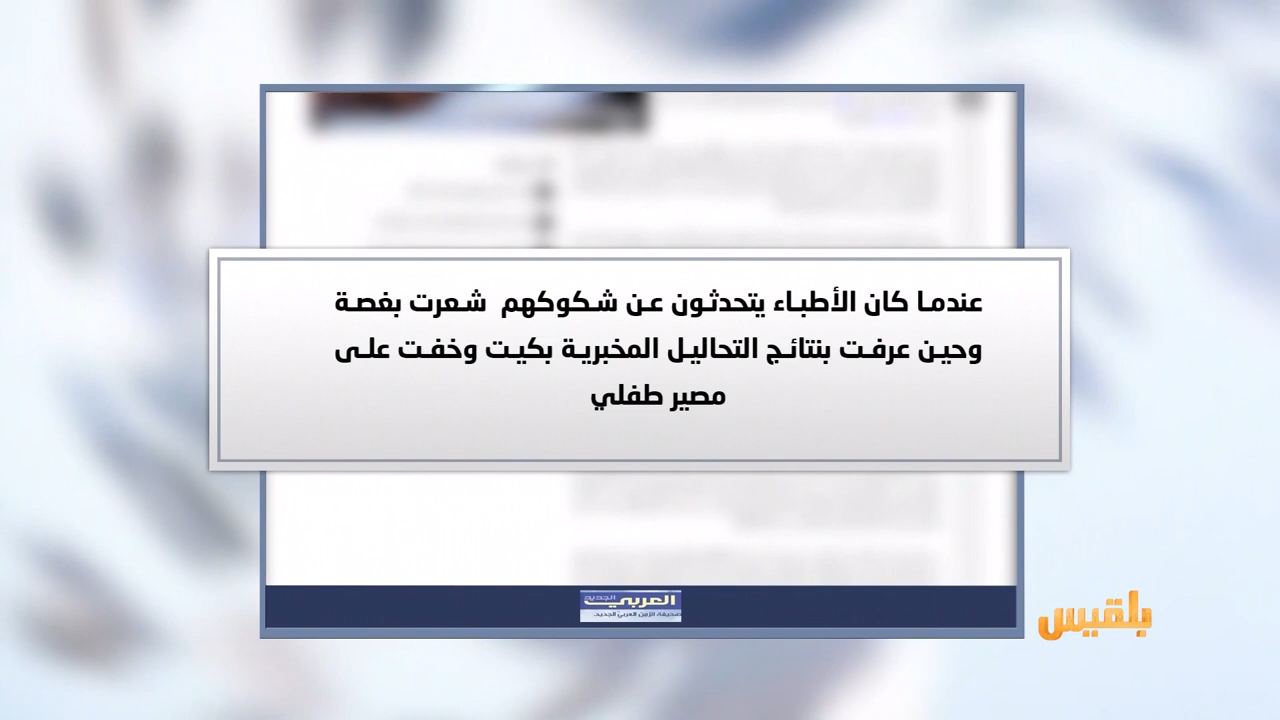 عندما كان الأطباء يتحدثون عن شكوكهم شعرت بغصة
وحين عرفت بنتائج التحاليل المخبرية بكيت وخفت على
مصير طفلي
العربي الجديد
صحيفة الزمن العربي الجديد
بلقيس